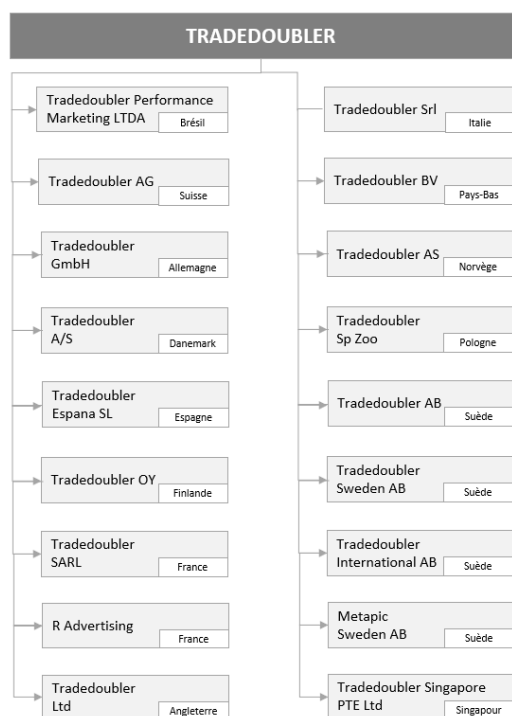 TRADEDOUBLER
Tradedoubler Performance
Marketing LTDA
Brésil
Tradedoubler AG
Suisse
Tradedoubler
GmbH
Allemagne
Tradedoubler
A/S
Danemark
Tradedoubler
Espana SL
Espagne
Tradedoubler OY
Finlande
Tradedoubler
SARL
France
R Advertising
France
Tradedoubler
Ltd
Angleterre
Tradedoubler Srl
Italie
Tradedoubler BV
Pays-Bas
Tradedoubler AS
Norvège
Tradedoubler
Sp Zoo
Pologne
Tradedoubler AB
Suède
Tradedoubler
Sweden AB
Suède
Tradedoubler
International AB
Suède
Metapic
Sweden AB
Suède
Tradedoubler Singapore
PTE Ltd
Singapour